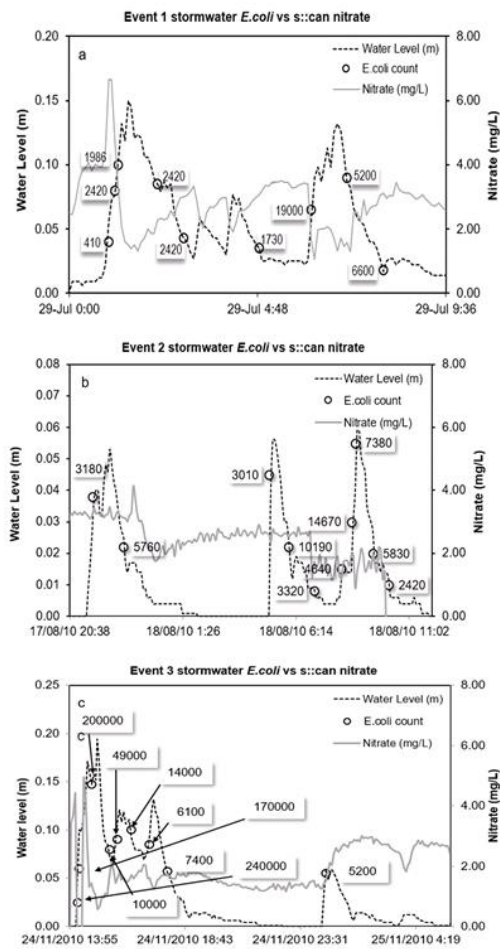 Event 1 stormwater E.coli vs s::can nitrate
0.20
0.15
0.10
0.05
0.00
Water Level (m)
a
Water Level (m)
E.coli count
Nitrate (mg/L)
8.00
6.00
4.00
2.00
0.00
Nitrate (mg/L)
1986
2420
410
2420
2420
1730
19000
5200
6600
29-Jul 0:00
29-Jul 4:48
29-Jul 9:36
Event 2 stormwater E.coli vs s::can nitrate
0.08
0.07
0.06
0.05
0.04
0.03
0.02
0.01
0.00
Water Level (m)
b
Water Level (m)
E.coli count
Nitrate (mg/L)
8.00
6.00
4.00
2.00
0.00
Nitrate (mg/L)
3180
5760
3010
10190
3320
14670
4640
7380
5830
2420
17/08/10 20:38
18/08/10 1:26
18/08/10 6:14
18/08/10 11:02
Event 3 stormwater E.coli vs s::can nitrate
0.25
0.20
0.15
0.10
0.05
0.00
Water level (m)
c
c
Water Level (m)
E.coli count
Nitrate (mg/L)
8.00
6.00
4.00
2.00
0.00
Nitrate (mg/L)
200000
49000
14000
6100
170000
7400
240000
10000
5200
24/11/2010 13:55
24/11/2010 18:43
24/11/2010 23:31
25/11/2010 4:19